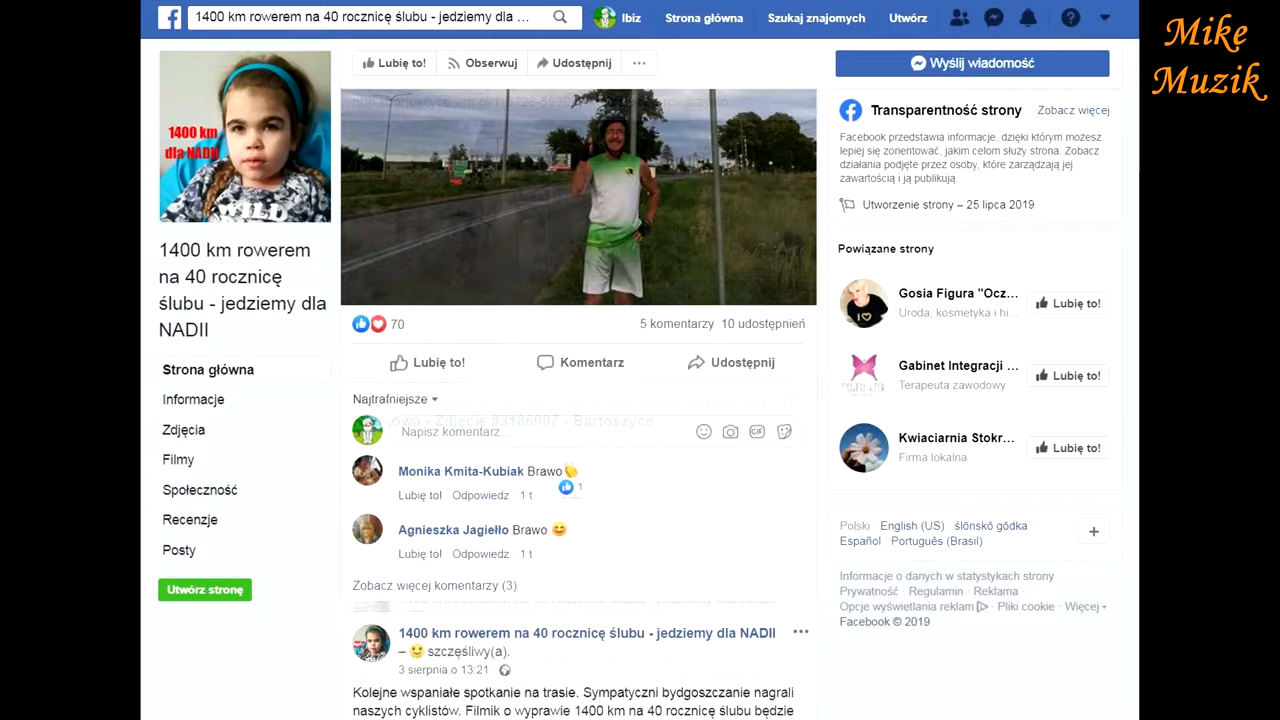 1400 km rowerem na 40 rocznicę ślubu - jedziemy dla ...
Ibiz
Strona główna
Szukaj znajomych
Utwórz
Mike
Muzik
1400 km
dla NADII
WILD
1400 km rowerem
na 40 rocznicę
ślubu - jedziemy dla
NADII
Strona główna
Informacje
Zdjęcia
Filmy
Społeczność
Recenzje
Posty
Utwórz stronę
Lubię to!
Obserwuj
Udostępnij
70
5 komentarzy 10 udostępnień
Lubię to!
Komentarz
Udostępnij
Najtrafniejsze
- Zdjęcie #3186007 - Bartoszyce
Napisz komentarz...
GIF
Monika Kmita-Kubiak Brawo
1
Lubię to! Odpowiedz 1 t
Agnieszka Jagiełło Brawo
Lubię to! Odpowiedz 1 t
Zobacz więcej komentarzy (3)
1400 km rowerem na 40 rocznicę ślubu - jedziemy dla NADII
– szczęśliwy(a).
3 sierpnia o 13:21
Kolejne wspaniałe spotkanie na trasie. Sympatyczni bydgoszczanie nagrali
naszych cyklistów. Filmik o wyprawie 1400 km na 40 rocznicę ślubu będzie
Wyślij wiadomość
Transparentność strony
Zobacz więcej
Facebook przedstawia informacje, dzięki którym możesz
lepiej się zorientować, jakim celom służy strona. Zobacz
działania podjęte przez osoby, które zarządzają jej
zawartością i ją publikują.
Utworzenie strony – 25 lipca 2019
Powiązane strony
Gosia Figura "Ocz...
Uroda, kosmetyka i hi...
Lubię to!
Gabinet Integracji ...
Terapeuta zawodowy
Lubię to!
Kwiaciarnia Stokr...
Firma lokalna
Lubię to!
Polski English (US) ślōnskŏ gŏdka
Español Português (Brasil)
Informacje o danych w statystykach strony
Prywatność · Regulamin · Reklama ·
Opcje wyświetlania reklam · Pliki cookie · Więcej
Facebook © 2019